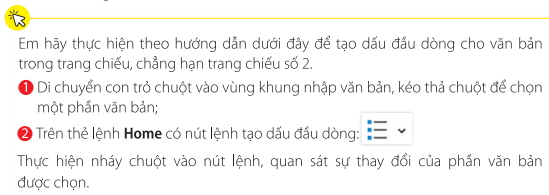 Em hãy thực hiện theo hướng dẫn dưới đây để tạo dấu đầu dòng cho văn bản
trong trang chiếu, chẳng hạn trang chiếu số 2.
1 Di chuyển con trỏ chuột vào vùng khung nhập văn bản, kéo thả chuột để chọn
một phần văn bản;
2 Trên thẻ lệnh Home có nút lệnh tạo dấu đầu dòng:
Thực hiện nháy chuột vào nút lệnh, quan sát sự thay đổi của phần văn bản
được chọn.